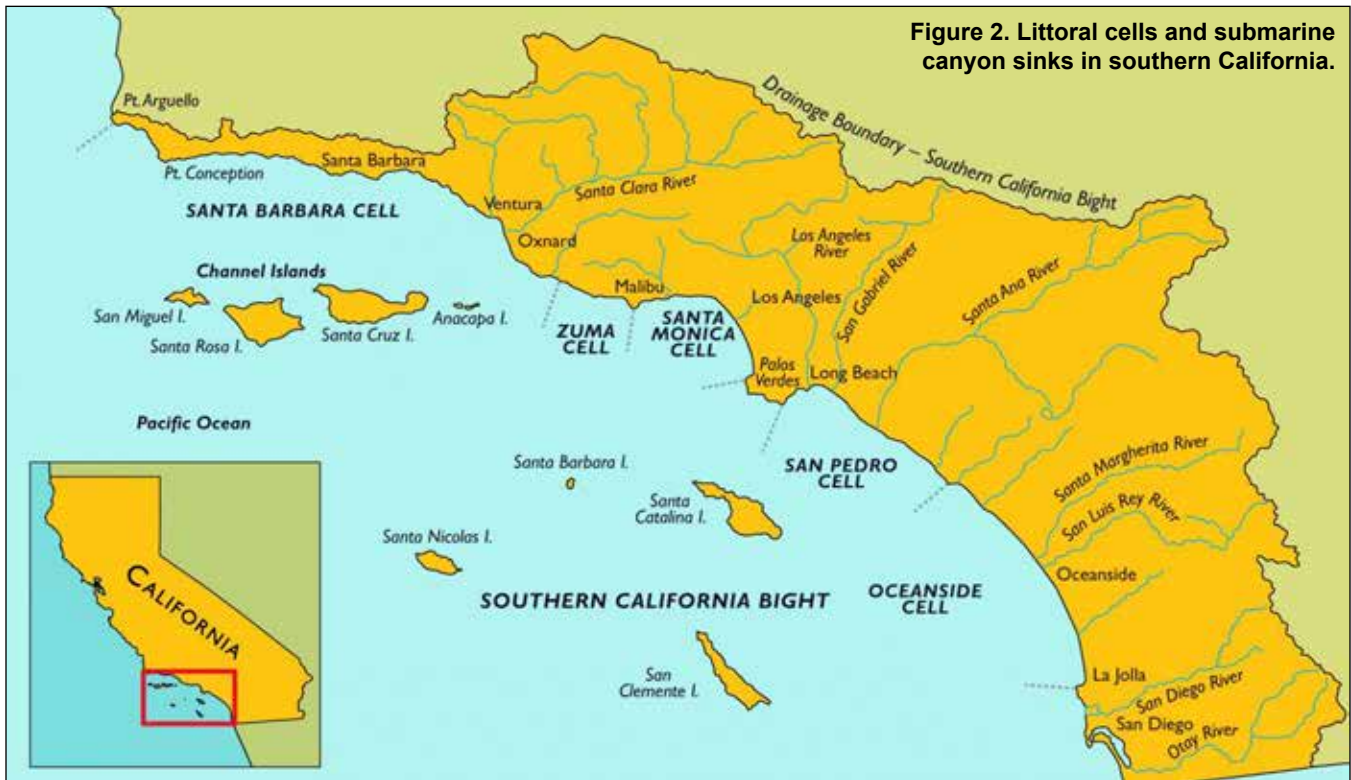 Figure 2. Littoral cells and submarine
canyon sinks in southern California.
Drainage Boundary – Southern California Bight
Pt. Arguello
Pt. Conception
Santa Barbara
SANTA BARBARA CELL
Ventura
Santa Clara River
Oxnard
Channel Islands
San Miguel I.
Santa Rosa I.
Santa Cruz I.
Anacapa I.
Malibu
ZUMA
CELL
SANTA
MONICA
CELL
Los Angeles
River
Los Angeles
San Gabriel River
Santa Ana River
Palos
Verdes
Long Beach
Pacific Ocean
Santa Barbara I.
Santa
Catalina I.
SAN PEDRO
CELL
Santa Margherita River
San Luis Rey River
Santa Nicolas I.
Oceanside
SOUTHERN CALIFORNIA BIGHT
OCEANSIDE
CELL
San
Clemente I.
La Jolla
San Diego River
San Diego
Otay River
CALIFORNIA